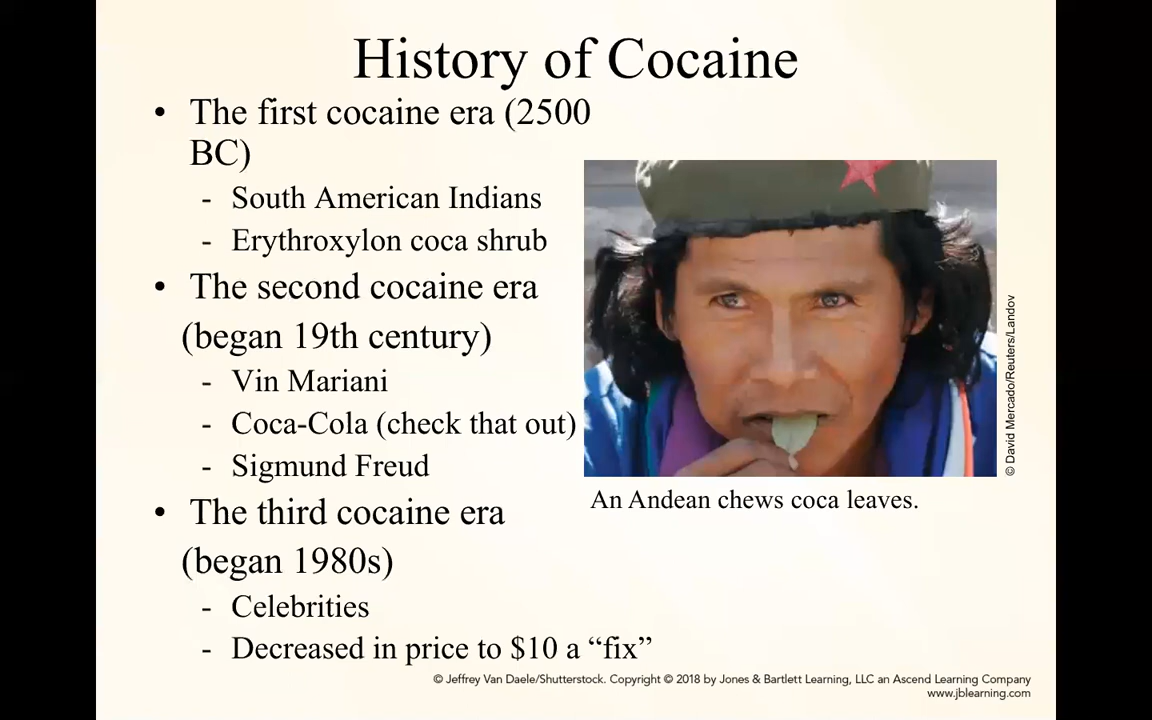 History of Cocaine
• The first cocaine era (2500
BC)
- South American Indians
- Erythroxylon coca shrub
• The second cocaine era
(began 19th century)
- Vin Mariani
- Coca-Cola (check that out)
- Sigmund Freud
• The third cocaine era
(began 1980s)
- Celebrities
- Decreased in price to $10 a “fix”
© David Mercado/Reuters/Landov
An Andean chews coca leaves.
© Jeffrey Van Daele/Shutterstock. Copyright © 2018 by Jones & Bartlett Learning, LLC an Ascend Learning Company
www.jblearning.com